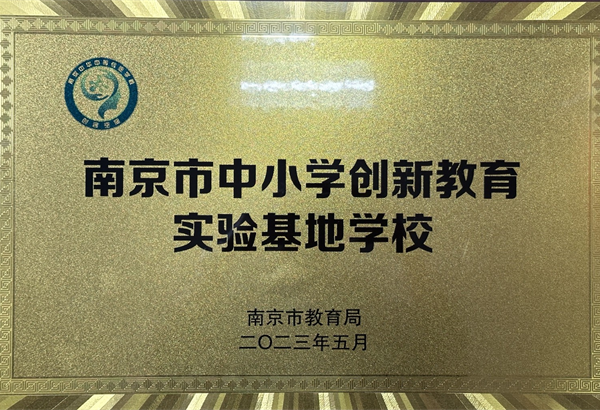 南京市中小学创新教育
实验基地学校
南京市教育局
二〇二三年五月